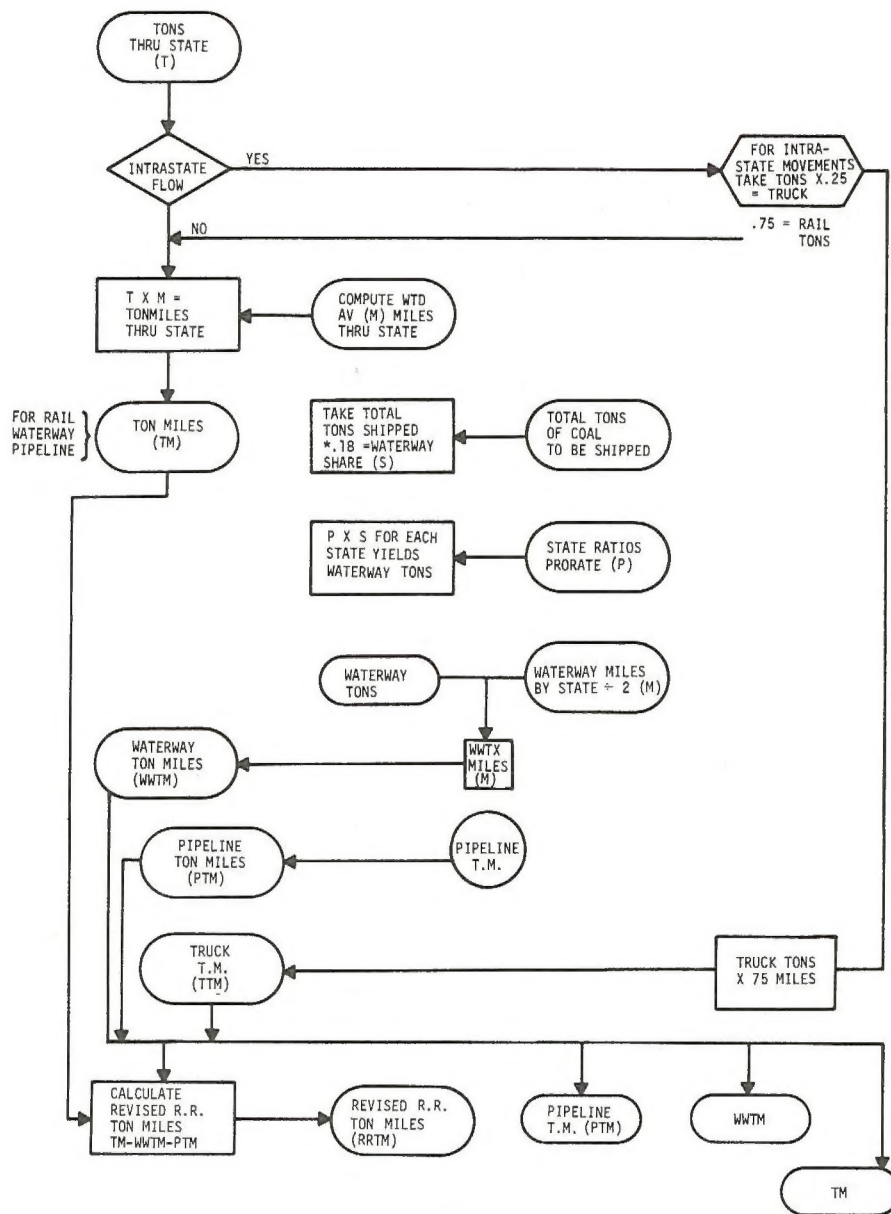 TONS
THRU STATE
(T)
INTRASTATE
FLOW
YES
FOR INTRA-
STATE MOVEMENTS
TAKE TONS X.25
= TRUCK
NO
.75 = RAIL
TONS
T X M =
TONMILES
THRU STATE
COMPUTE WTD
AV (M) MILES
THRU STATE
FOR RAIL
WATERWAY
PIPELINE
TON MILES
(TM)
TAKE TOTAL
TONS SHIPPED
*.18 =WATERWAY
SHARE (S)
TOTAL TONS
OF COAL
TO BE SHIPPED
P X S FOR EACH
STATE YIELDS
WATERWAY TONS
STATE RATIOS
PRORATE (P)
WATERWAY
TONS
WATERWAY MILES
BY STATE ÷ 2 (M)
WATERWAY
TON MILES
(WWTM)
WWTX
MILES
(M)
PIPELINE
TON MILES
(PTM)
PIPELINE
T.M.
TRUCK
T.M.
(TTM)
TRUCK TONS
X 75 MILES
CALCULATE
REVISED R.R.
TON MILES
TM-WWTM-PTM
REVISED R.R.
TON MILES
(RRTM)
PIPELINE
T.M. (PTM)
WWTM
TM